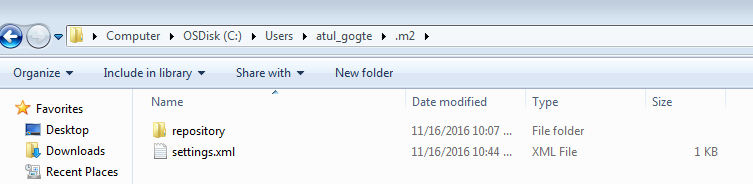 Computer OSDisk (C:) Users atul_gogte .m2
Organize Include in library Share with New folder
Favorites
Desktop
Downloads
Recent Places
Name Date modified Type Size
repository 11/16/2016 10:07 ... File folder
settings.xml 11/16/2016 10:44 ... XML File 1 KB